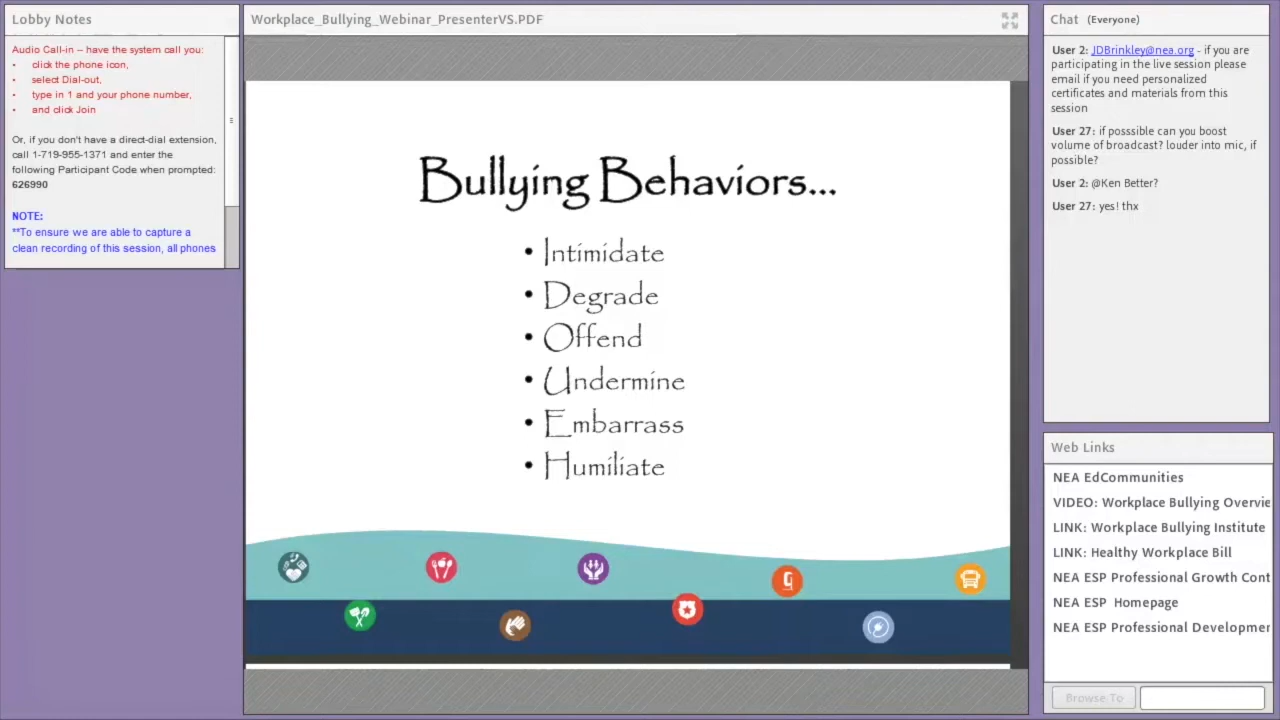 Lobby Notes
Audio Call-in -- have the system call you:
• click the phone icon,
• select Dial-out,
• type in 1 and your phone number,
• and click Join
Or, if you don't have a direct-dial extension,
call 1-719-955-1371 and enter the
following Participant Code when prompted:
626990
NOTE:
**To ensure we are able to capture a
clean recording of this session, all phones
Workplace_Bullying_Webinar_PresenterVS.PDF
Bullying Behaviors...
• Intimidate
• Degrade
• Offend
• Undermine
• Embarrass
• Humiliate
Chat (Everyone)
User 2: JDBrinkley@nea.org - if you are
participating in the live session please
email if you need personalized
certificates and materials from this
session
User 27: if posssible can you boost
volume of broadcast? louder into mic, if
possible?
User 2: @Ken Better?
User 27: yes! thx
Web Links
NEA EdCommunities
VIDEO: Workplace Bullying Overvie
LINK: Workplace Bullying Institute
LINK: Healthy Workplace Bill
NEA ESP Professional Growth Cont
NEA ESP Homepage
NEA ESP Professional Developmer
Browse To